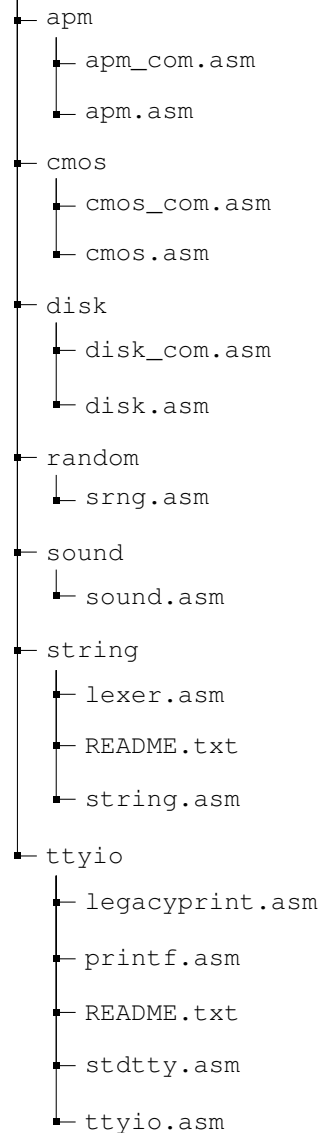 apm
apm_com.asm
apm.asm
cmos
cmos_com.asm
cmos.asm
disk
disk_com.asm
disk.asm
random
srng.asm
sound
sound.asm
string
lexer.asm
README.txt
string.asm
ttyio
legacyprint.asm
printf.asm
README.txt
stdtty.asm
ttyio.asm